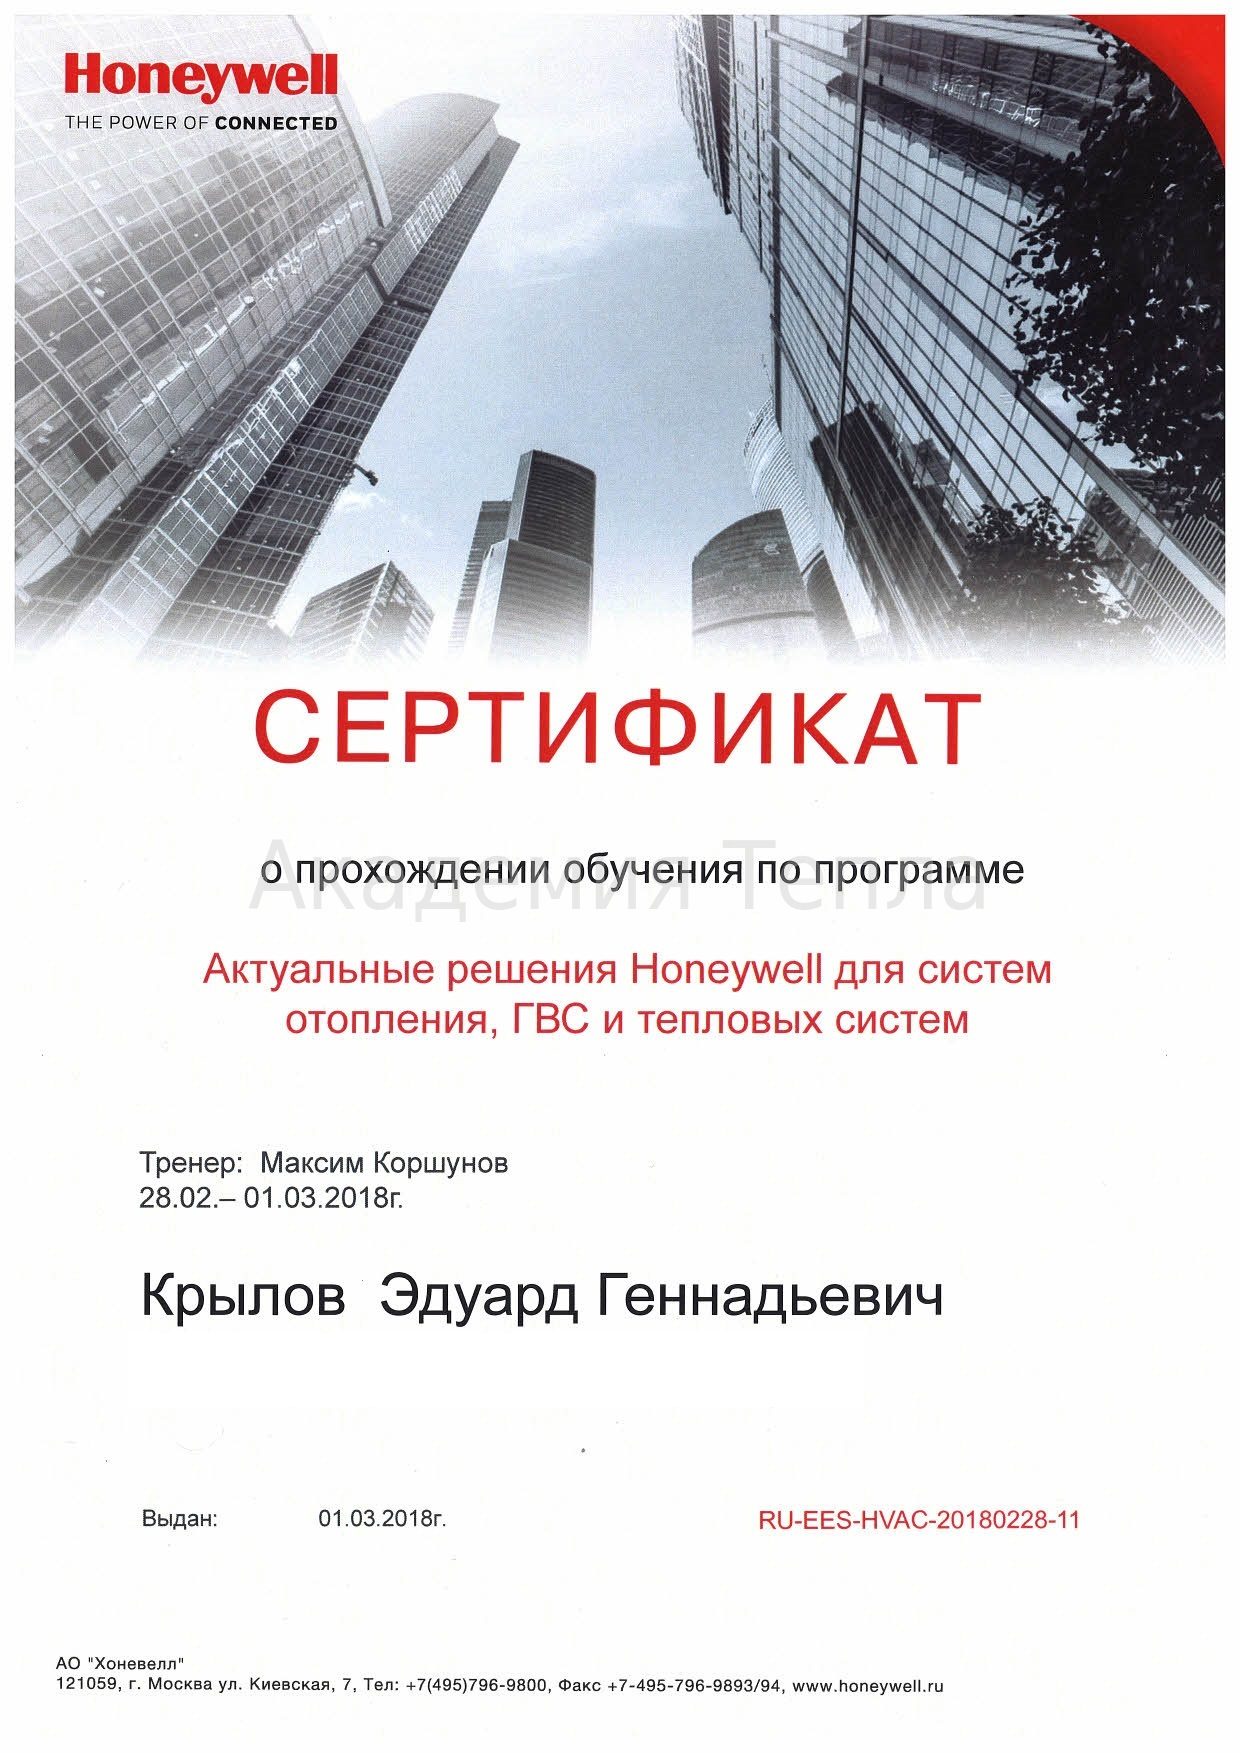 Honeywell
THE POWER OF CONNECTED
СЕРТИФИКАТ
о прохождении обучения по программе
Академия Тепла
Актуальные решения Honeywell для систем
отопления, ГВС и тепловых систем
Тренер: Максим Коршунов
28.02.– 01.03.2018г.
Крылов Эдуард Геннадьевич
Выдан: 01.03.2018г. RU-EES-HVAC-20180228-11
АО "Хоневелл"
121059, г. Москва ул. Киевская, 7, Тел: +7(495)796-9800, Факс +7-495-796-9893/94, www.honeywell.ru